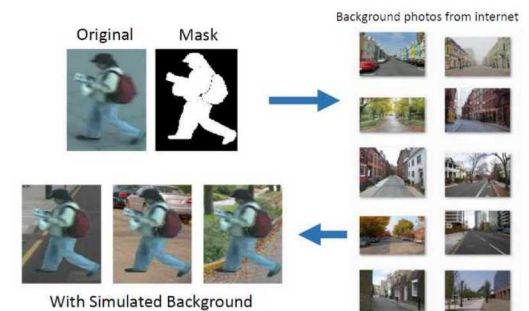 Background photos from internet
Original Mask
With Simulated Background